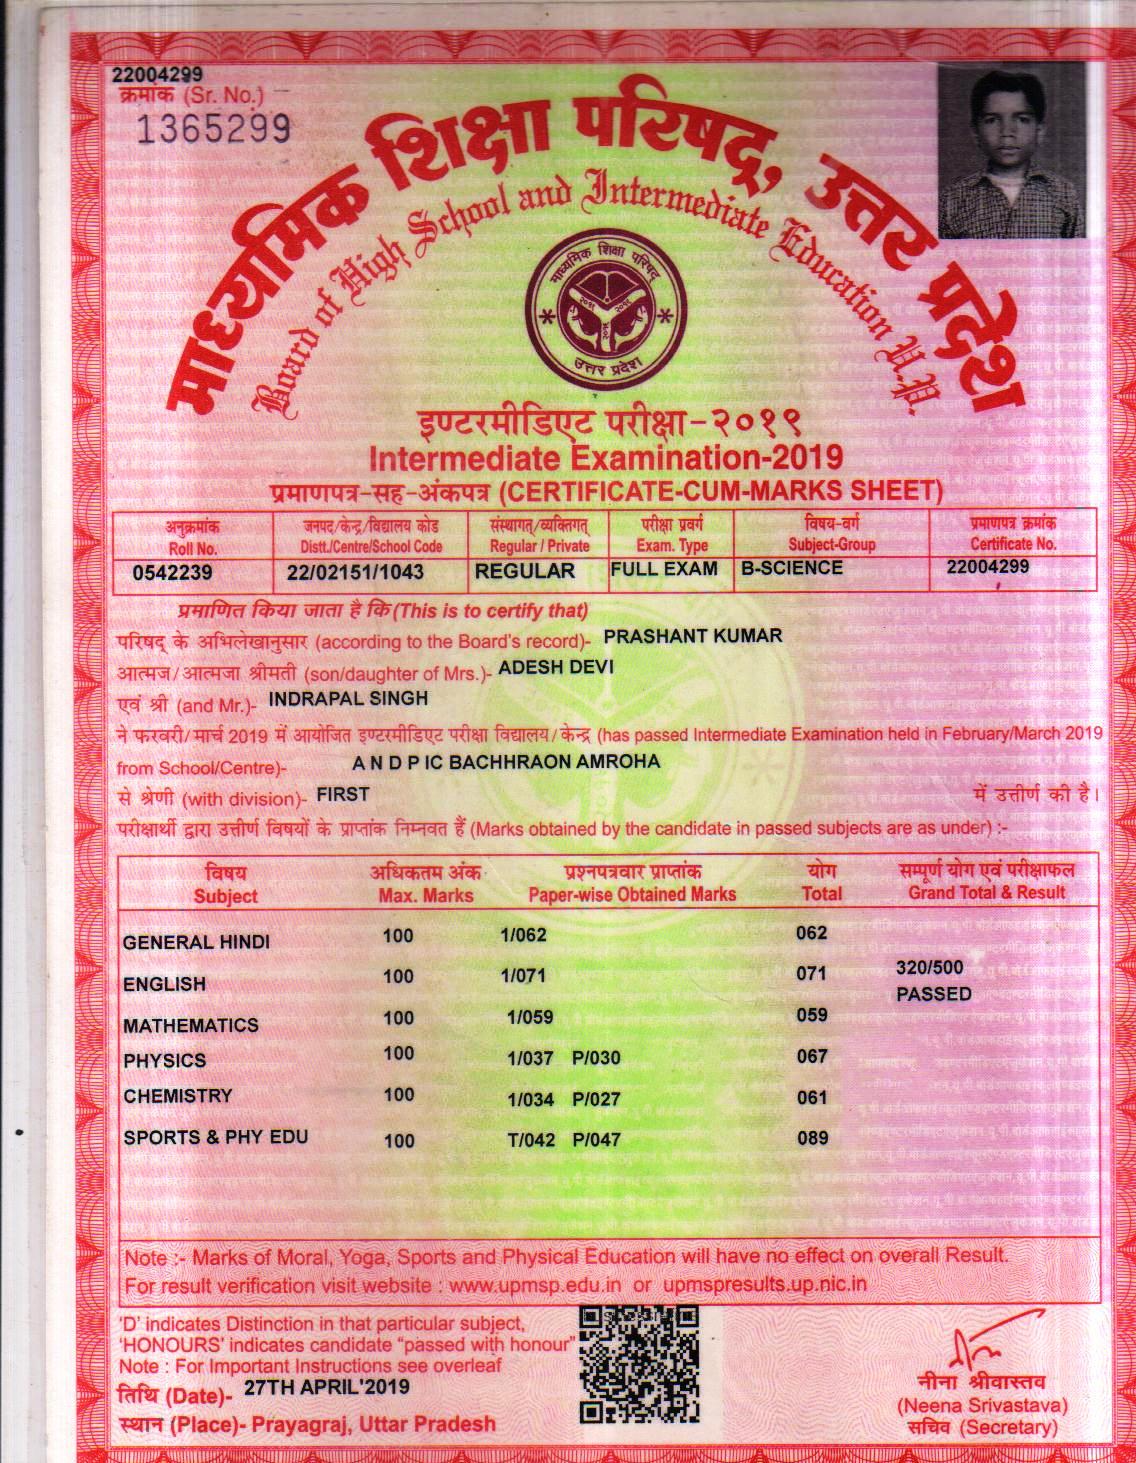 22004299
क्रमांक (Sr. No.)
1365299
माध्यमिक शिक्षा परिषद्, उत्तर प्रदेश
Board of High School and Intermediate Education U.P.
माध्यमिक शिक्षा परिषद्
२०१९ २०१९
२०१९
उत्तर प्रदेश
इण्टरमीडिएट परीक्षा-२०१९
Intermediate Examination-2019
प्रमाणपत्र-सह-अंकपत्र (CERTIFICATE-CUM-MARKS SHEET)
अनुक्रमांक जनपद/केन्द्र/विद्यालय कोड संस्थागत्/व्यक्तिगत् परीक्षा प्रवर्ग विषय-वर्ग प्रमाणपत्र क्रमांक
Roll No. Distt./Centre/School Code Regular / Private Exam. Type Subject-Group Certificate No.
0542239 22/02151/1043 REGULAR FULL EXAM B-SCIENCE 22004299
प्रमाणित किया जाता है कि (This is to certify that)
परिषद् के अभिलेखानुसार (according to the Board's record)- PRASHANT KUMAR
आत्मज/आत्मजा श्रीमती (son/daughter of Mrs.)- ADESH DEVI
एवं श्री (and Mr.)- INDRAPAL SINGH
ने फरवरी/मार्च 2019 में आयोजित इण्टरमीडिएट परीक्षा विद्यालय/केन्द्र (has passed Intermediate Examination held in February/March 2019
from School/Centre)- A N D P IC BACHHRAON AMROHA
से श्रेणी (with division)- FIRST में उत्तीर्ण की है।
परीक्षार्थी द्वारा उत्तीर्ण विषयों के प्राप्तांक निम्नवत हैं (Marks obtained by the candidate in passed subjects are as under) :-
विषय अधिकतम अंक प्रश्नपत्रवार प्राप्तांक योग सम्पूर्ण योग एवं परीक्षाफल
Subject Max. Marks Paper-wise Obtained Marks Total Grand Total & Result
GENERAL HINDI 100 1/062 062
ENGLISH 100 1/071 071 320/500
PASSED
MATHEMATICS 100 1/059 059
PHYSICS 100 1/037 P/030 067
CHEMISTRY 100 1/034 P/027 061
SPORTS & PHY EDU 100 T/042 P/047 089
Note :- Marks of Moral, Yoga, Sports and Physical Education will have no effect on overall Result.
For result verification visit website : www.upmsp.edu.in or upmspresults.up.nic.in
'D' indicates Distinction in that particular subject,
'HONOURS' indicates candidate "passed with honour"
Note : For Important Instructions see overleaf
तिथि (Date)- 27TH APRIL'2019
स्थान (Place)- Prayagraj, Uttar Pradesh
नीना श्रीवास्तव
(Neena Srivastava)
सचिव (Secretary)